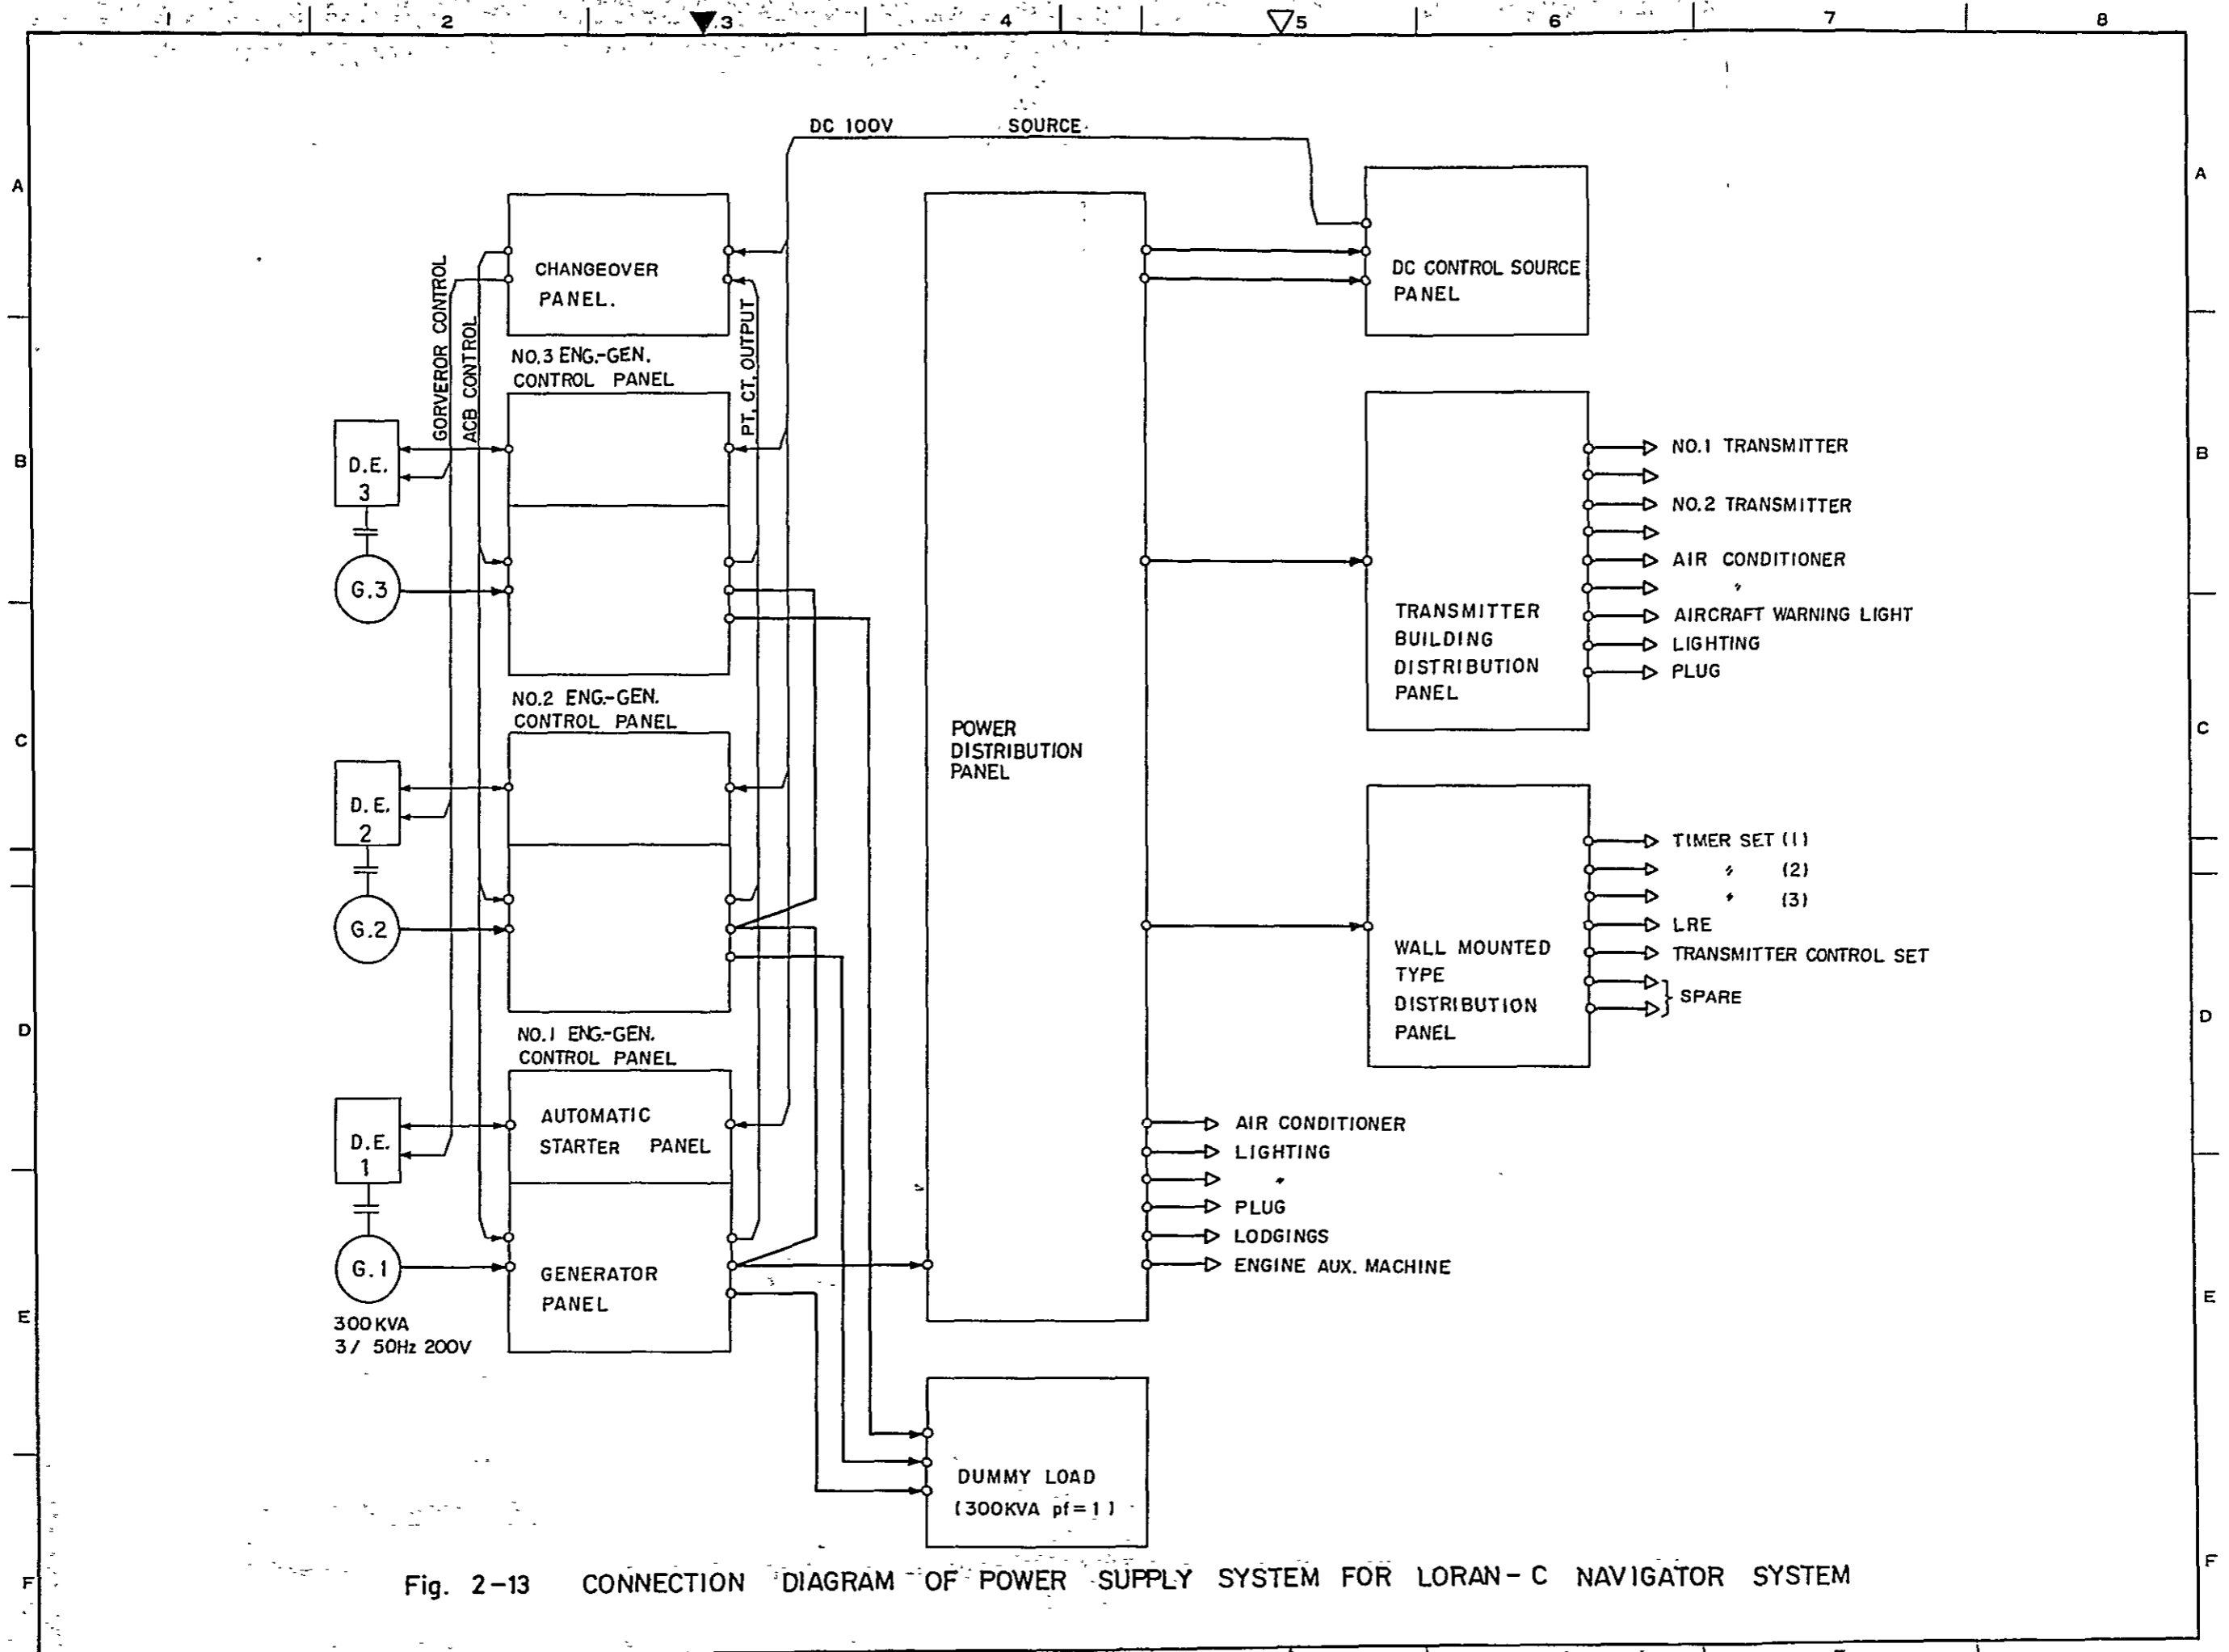 1 2 3 4 5 6 7 8
A
A
B
B
C
C
D
D
E
E
F
F
DC 100V SOURCE
CHANGEOVER
PANEL.
GORVEROR CONTROL
ACB CONTROL
PT, CT. OUTPUT
NO.3 ENG.-GEN.
CONTROL PANEL
D.E.
3
G.3
NO.2 ENG.-GEN.
CONTROL PANEL
D.E.
2
G.2
NO.1 ENG.-GEN.
CONTROL PANEL
D.E.
1
G.1
AUTOMATIC
STARTER PANEL
GENERATOR
PANEL
300KVA
3/ 50Hz 200V
POWER
DISTRIBUTION
PANEL
AIR CONDITIONER
LIGHTING
〃
PLUG
LODGINGS
ENGINE AUX. MACHINE
DUMMY LOAD
(300KVA pf=1)
DC CONTROL SOURCE
PANEL
TRANSMITTER
BUILDING
DISTRIBUTION
PANEL
NO.1 TRANSMITTER
NO.2 TRANSMITTER
AIR CONDITIONER
〃
AIRCRAFT WARNING LIGHT
LIGHTING
PLUG
WALL MOUNTED
TYPE
DISTRIBUTION
PANEL
TIMER SET (1)
〃 (2)
〃 (3)
LRE
TRANSMITTER CONTROL SET
SPARE
Fig. 2-13 CONNECTION DIAGRAM OF POWER SUPPLY SYSTEM FOR LORAN-C NAVIGATOR SYSTEM